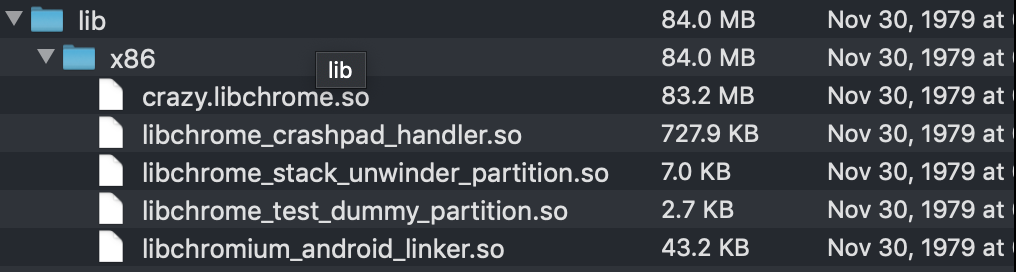 lib 84.0 MB Nov 30, 1979 at
x86 84.0 MB Nov 30, 1979 at
lib
crazy.libchrome.so 83.2 MB Nov 30, 1979 at
libchrome_crashpad_handler.so 727.9 KB Nov 30, 1979 at
libchrome_stack_unwinder_partition.so 7.0 KB Nov 30, 1979 at
libchrome_test_dummy_partition.so 2.7 KB Nov 30, 1979 at
libchromium_android_linker.so 43.2 KB Nov 30, 1979 at